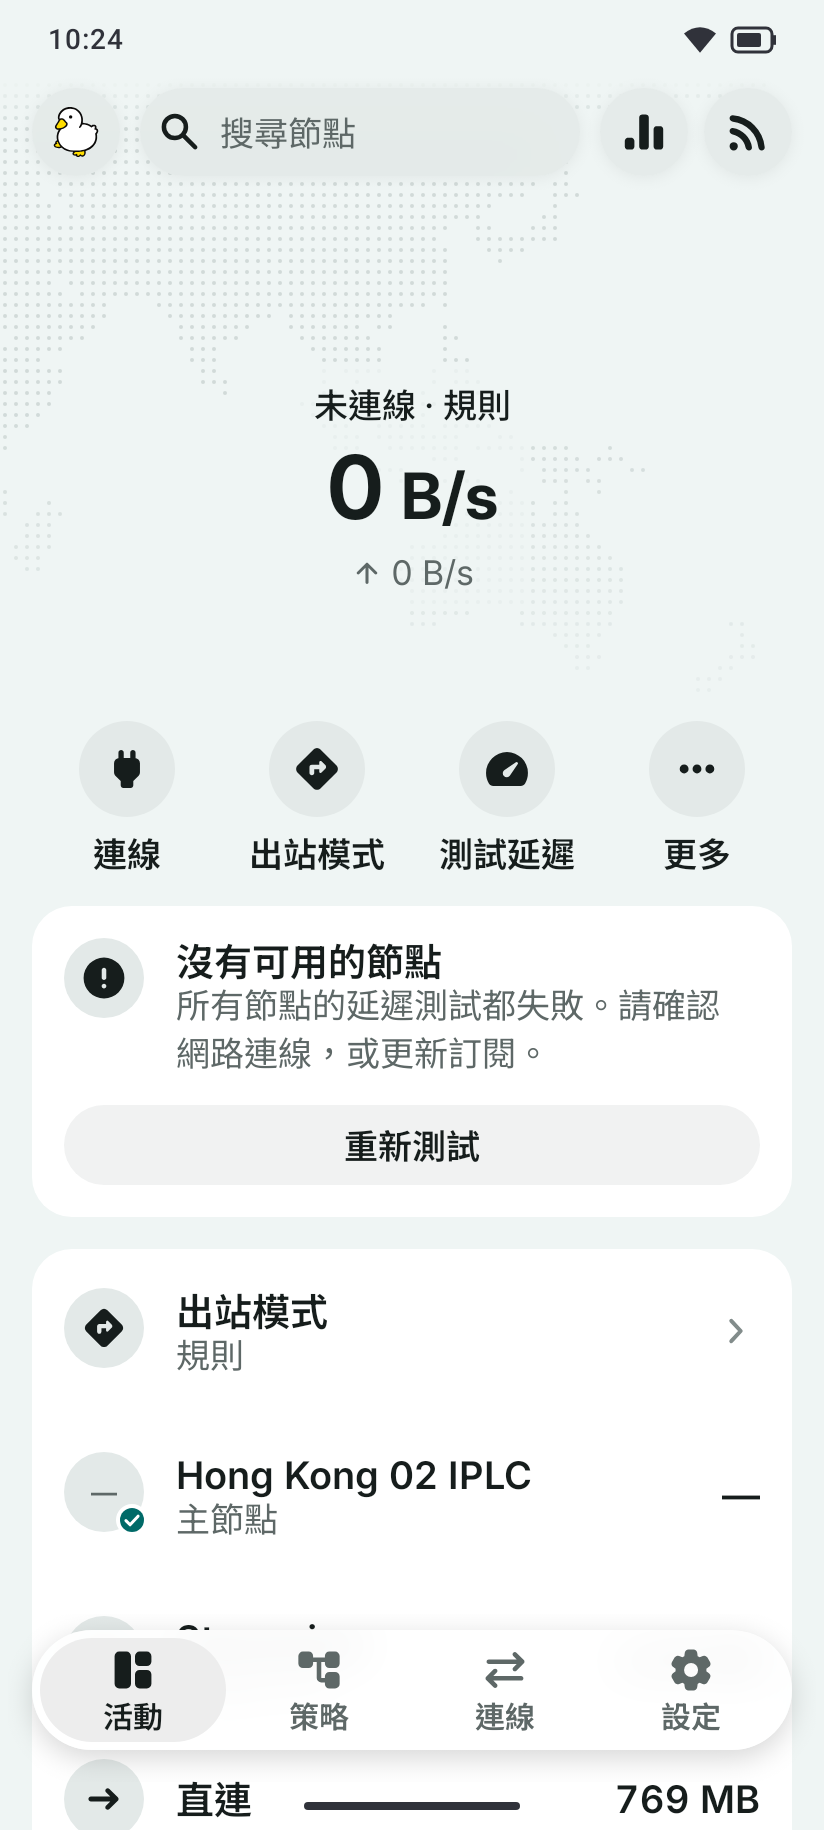 10:24
搜尋節點
未連線 · 規則
0 B/s
↑ 0 B/s
連線
出站模式
測試延遲
更多
沒有可用的節點
所有節點的延遲測試都失敗。請確認
網路連線，或更新訂閱。
重新測試
出站模式
規則
Hong Kong 02 IPLC
—
主節點
活動
策略
連線
設定
直連
769 MB